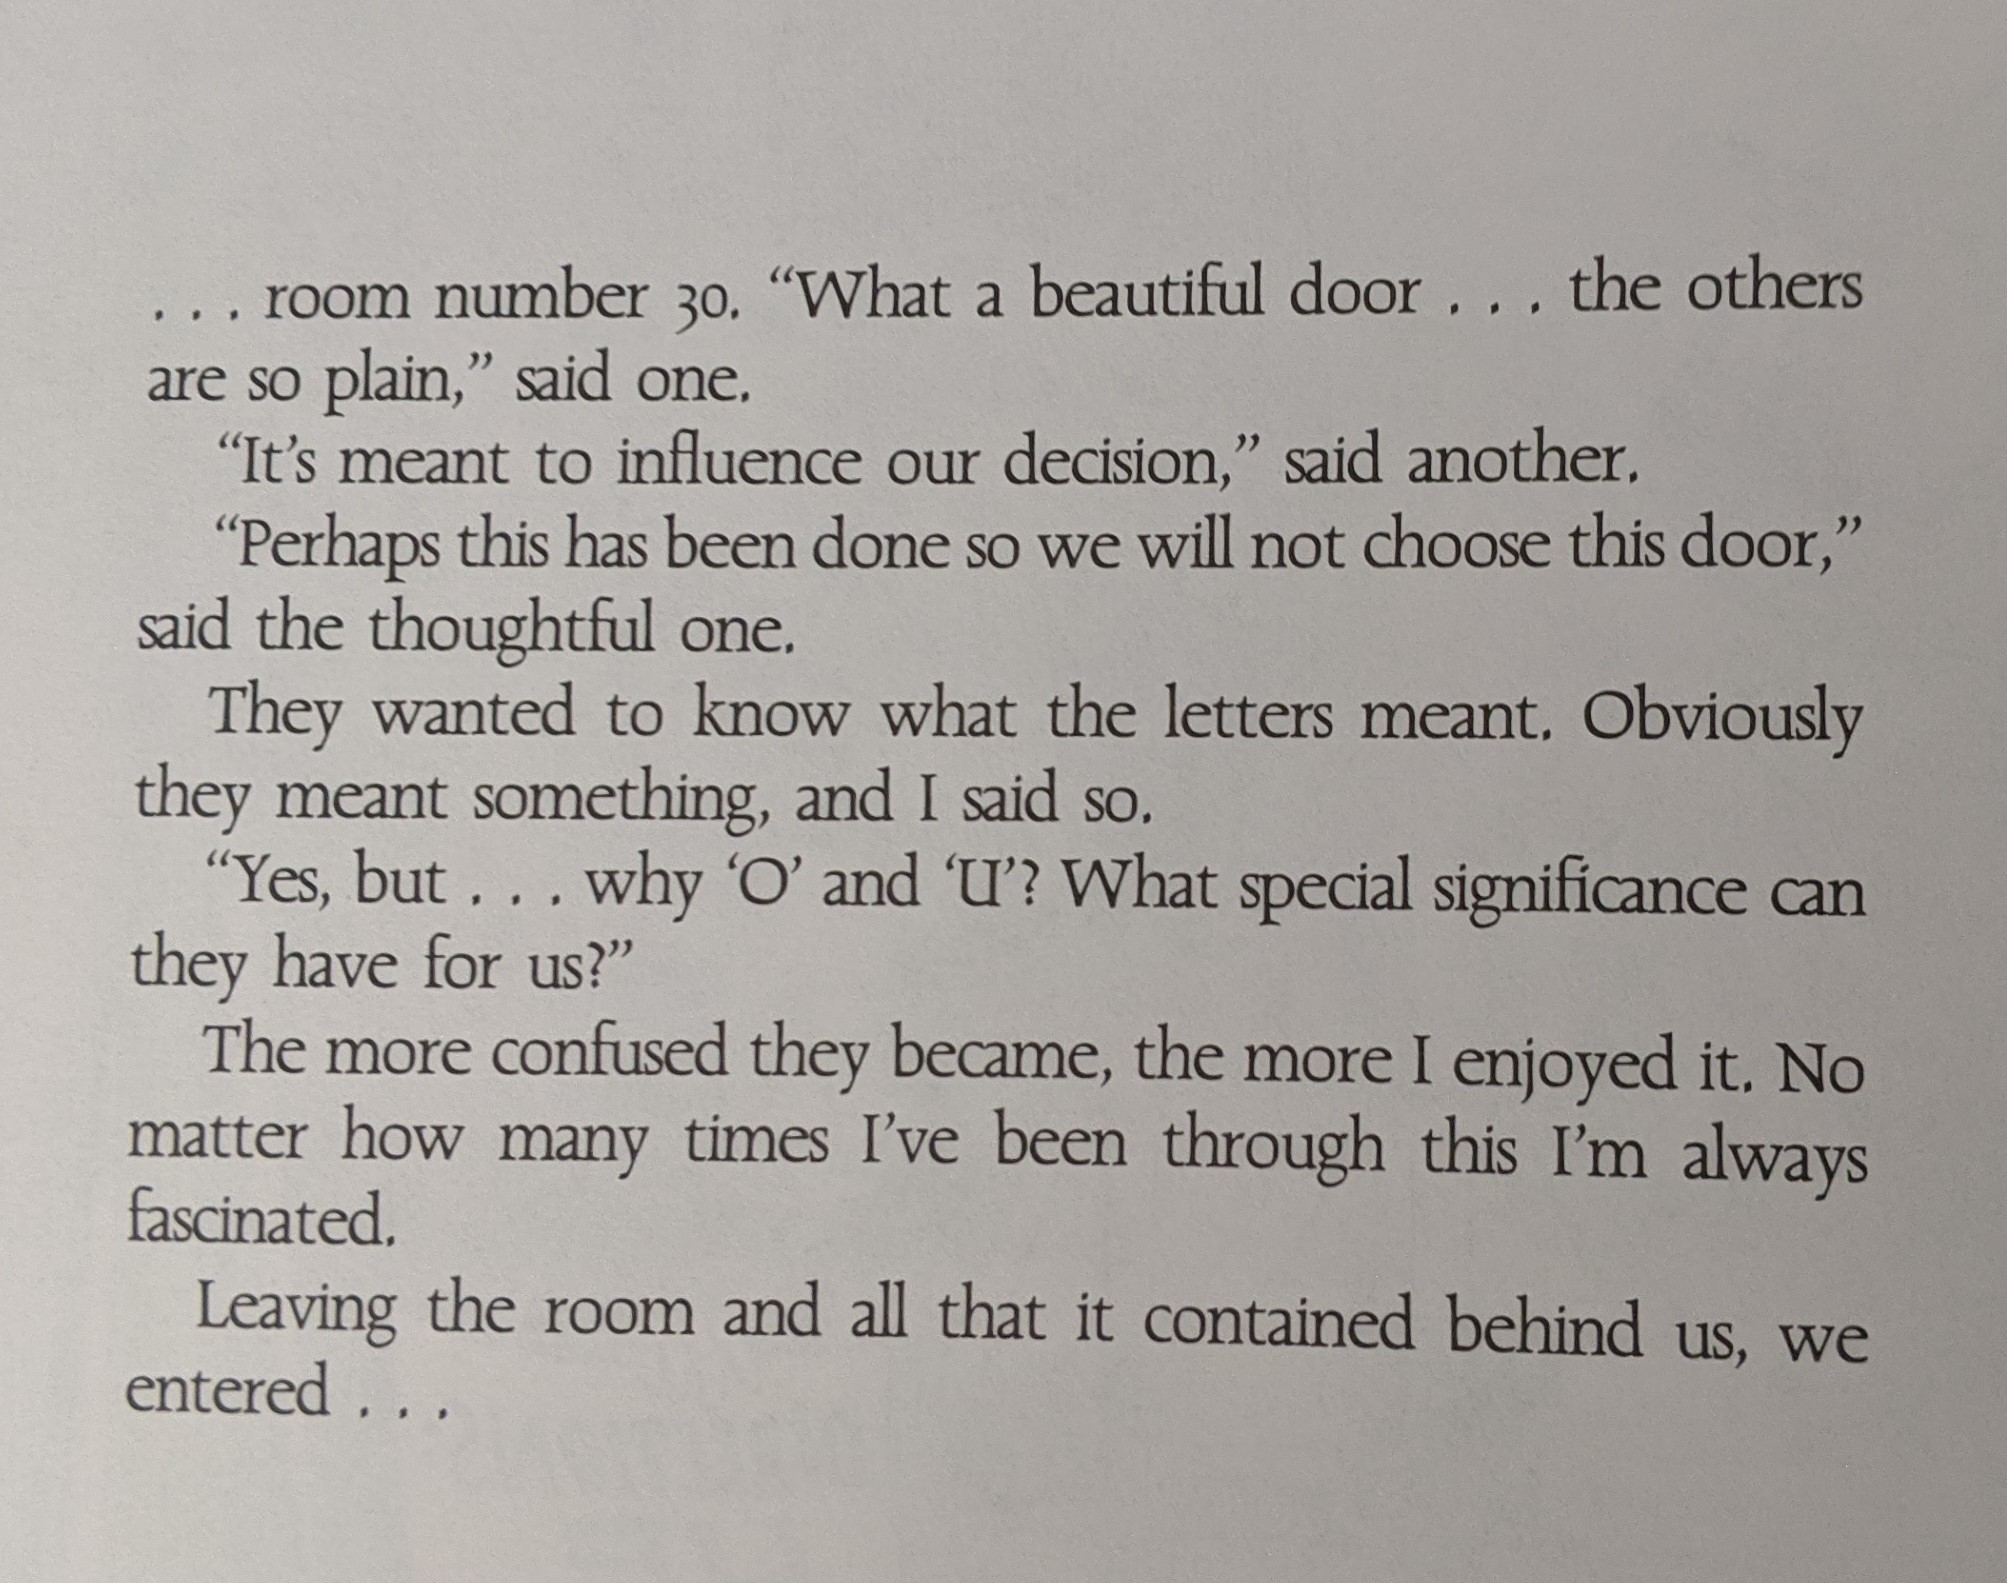 . . . room number 30. “What a beautiful door . . . the others
are so plain,” said one.
“It’s meant to influence our decision,” said another.
“Perhaps this has been done so we will not choose this door,”
said the thoughtful one.
They wanted to know what the letters meant. Obviously
they meant something, and I said so.
“Yes, but . . . why ‘O’ and ‘U’? What special significance can
they have for us?”
The more confused they became, the more I enjoyed it. No
matter how many times I’ve been through this I’m always
fascinated.
Leaving the room and all that it contained behind us, we
entered . . .